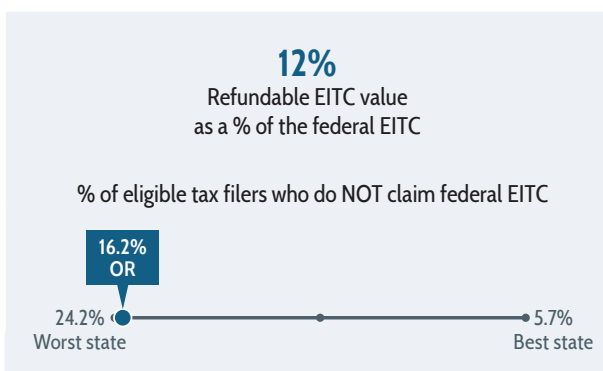 12%
Refundable EITC value
as a % of the federal EITC
% of eligible tax filers who do NOT claim federal EITC
16.2%
OR
24.2%
5.7%
Worst state
Best state